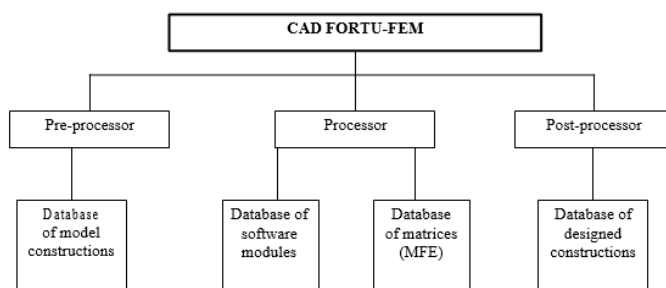 CAD FORTU-FEM
Pre-processor
Processor
Post-processor
Database
of model
constructions
Database of
software
modules
Database
of matrices
(MFE)
Database of
designed
constructions